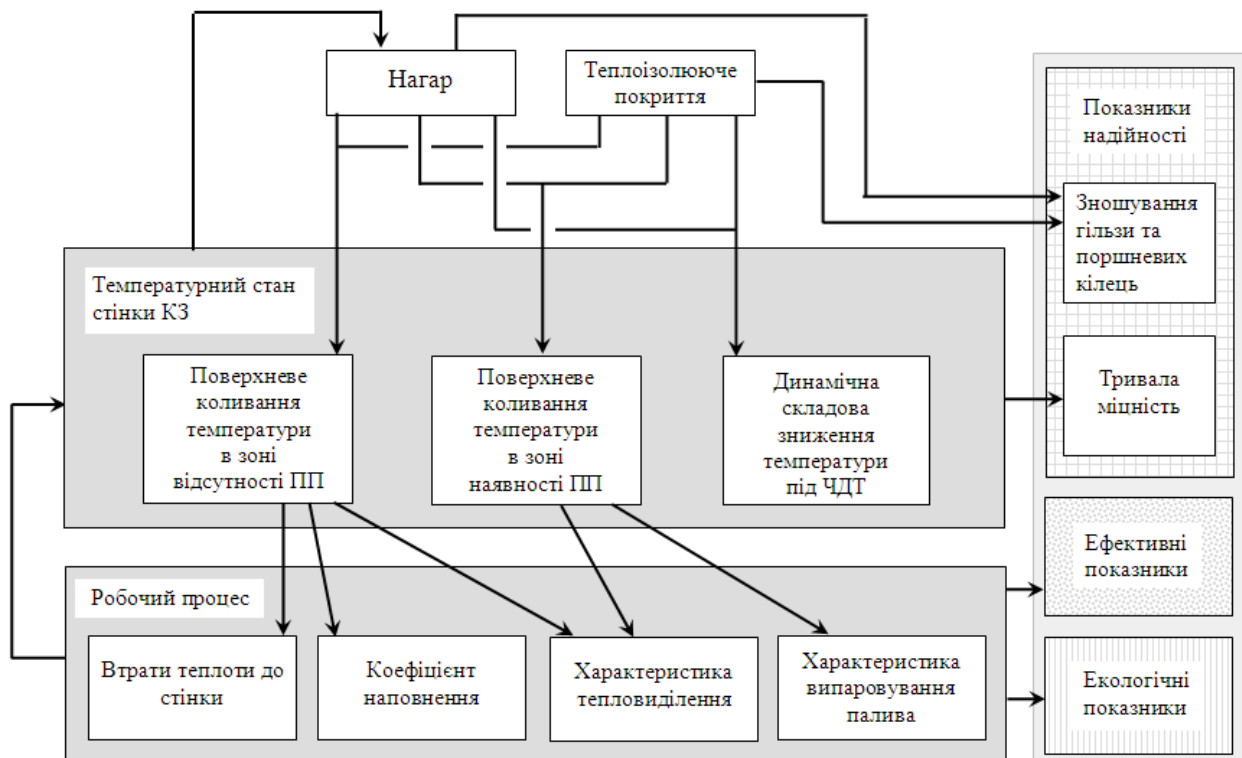 Нагар
Теплоізолююче
покриття
Показники
надійності
Зношування
гільзи та
поршневих
кілець
Тривала
міцність
Температурний стан
стінки КЗ
Поверхневе
коливання
температури
в зоні
відсутності ПП
Поверхневе
коливання
температури
в зоні
наявності ПП
Динамічна
складова
зниження
температури
під ЧДТ
Ефективні
показники
Робочий процес
Втрати теплоти до
стінки
Коефіцієнт
наповнення
Характеристика
тепловиділення
Характеристика
випаровування
палива
Екологічні
показники